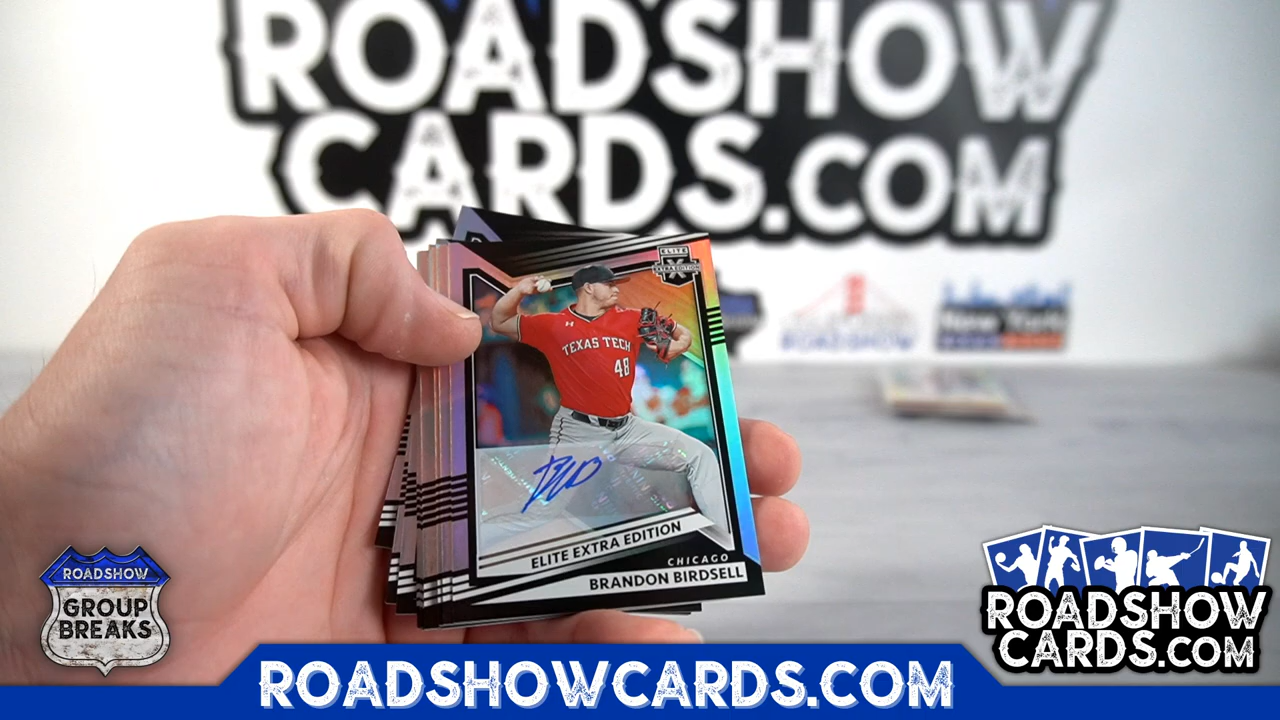 ROADSHOW
CARDS.COM
ROADSHOW
New York
ELITE
X
EXTRA EDITION
TEXAS TECH
48
ELITE EXTRA EDITION
CHICAGO
BRANDON BIRDSELL
ROADSHOW
GROUP
BREAKS
ROADSHOWCARDS.COM
ROADSHOW
CARDS.COM